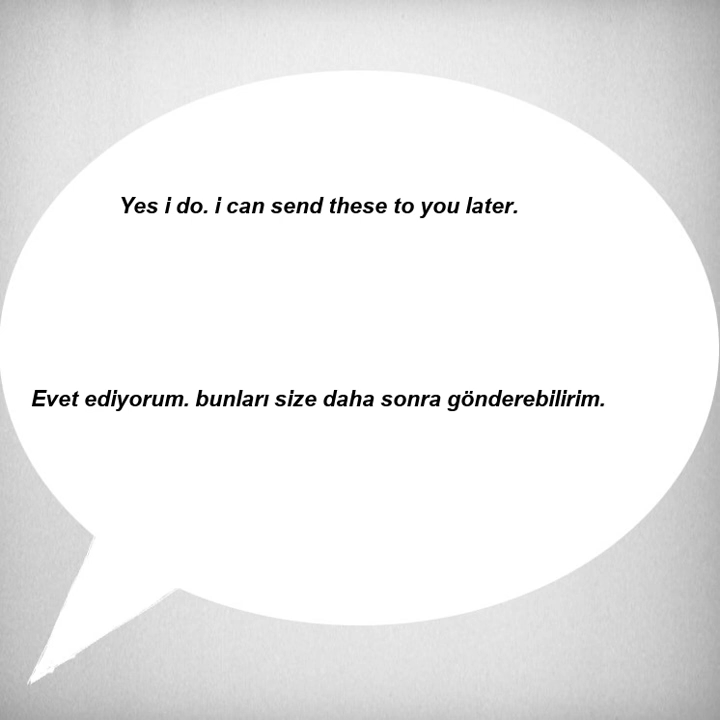 Yes i do. i can send these to you later.
Evet ediyorum. bunları size daha sonra gönderebilirim.